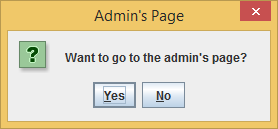 Admin's Page
Want to go to the admin's page?
Yes No